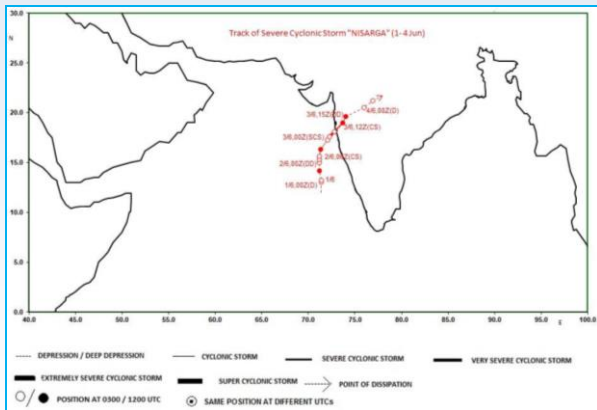 30.0
N
Track of Severe Cyclonic Storm "NISARGA" (1-4 Jun)
25.0
20.0
4/6,00Z(D)
3/6,12Z(CS)
3/6,00Z(SCS)
15.0
2/6,00Z(DD)
2/6,06Z(CS)
1/6,00Z(D)
1/6
10.0
5.0
0.0
40.0 45.0 50.0 55.0 60.0 65.0 70.0 75.0 80.0 85.0 90.0 95.0 100.0
E
DEPRESSION / DEEP DEPRESSION CYCLONIC STORM SEVERE CYCLONIC STORM VERY SEVERE CYCLONIC STORM
EXTREMELY SEVERE CYCLONIC STORM SUPER CYCLONIC STORM POINT OF DISSIPATION
POSITION AT 0300 / 1200 UTC SAME POSITION AT DIFFERENT UTCs